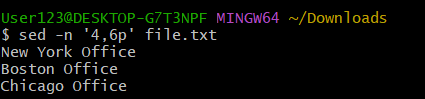 User123@DESKTOP-G7T3NPF MINGW64 ~/Downloads
$ sed -n '4,6p' file.txt
New York Office
Boston Office
Chicago Office